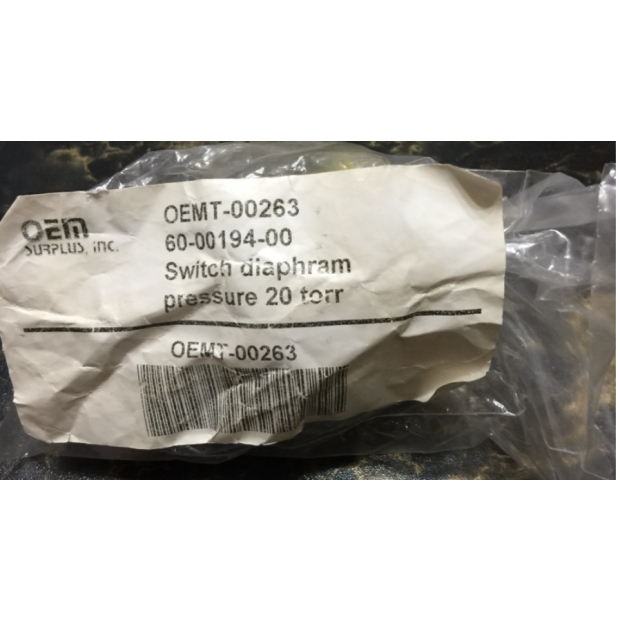 OEM
SURPLUS, INC.
OEMT-00263
60-00194-00
Switch diaphram
pressure 20 torr
OEMT-00263